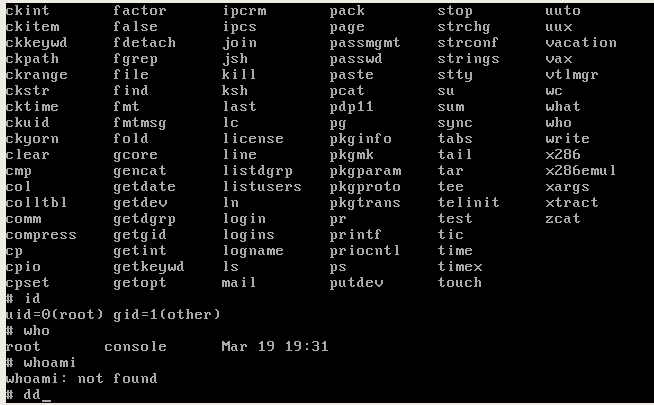 ckint factor ipcrm pack stop uuto
ckitem false ipcs page strchg uux
ckkeywd fdetach join passmgmt strconf vacation
ckpath fgrep jsh passwd strings vax
ckrange file kill paste stty vtlmgr
ckstr find ksh pcat su wc
cktime fmt last pdp11 sum what
ckuid fmtmsg lc pg sync who
ckyorn fold license pkginfo tabs write
clear gcore line pkgmk tail x286
cmp gencat listdgrp pkgparam tar x286emul
col getdate listusers pkgproto tee xargs
colltbl getdev ln pkgtrans telinit xtract
comm getdgrp login pr test zcat
compress getgid logins printf tic
cp getint logname priocntl time
cpio getkeywd ls ps timex
cpset getopt mail putdev touch
# id
uid=0(root) gid=1(other)
# who
root console Mar 19 19:31
# whoami
whoami: not found
# dd_